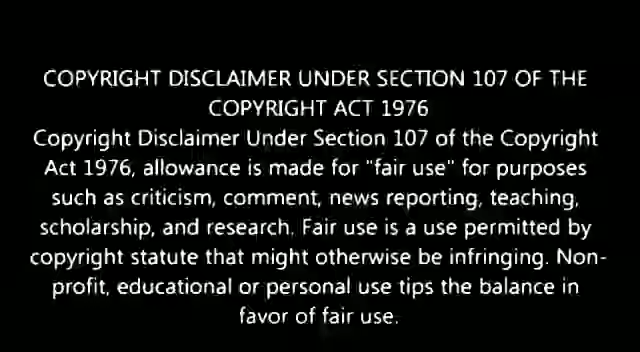 COPYRIGHT DISCLAIMER UNDER SECTION 107 OF THE
COPYRIGHT ACT 1976
Copyright Disclaimer Under Section 107 of the Copyright
Act 1976, allowance is made for "fair use" for purposes
such as criticism, comment, news reporting, teaching,
scholarship, and research. Fair use is a use permitted by
copyright statute that might otherwise be infringing. Non-
profit, educational or personal use tips the balance in
favor of fair use.